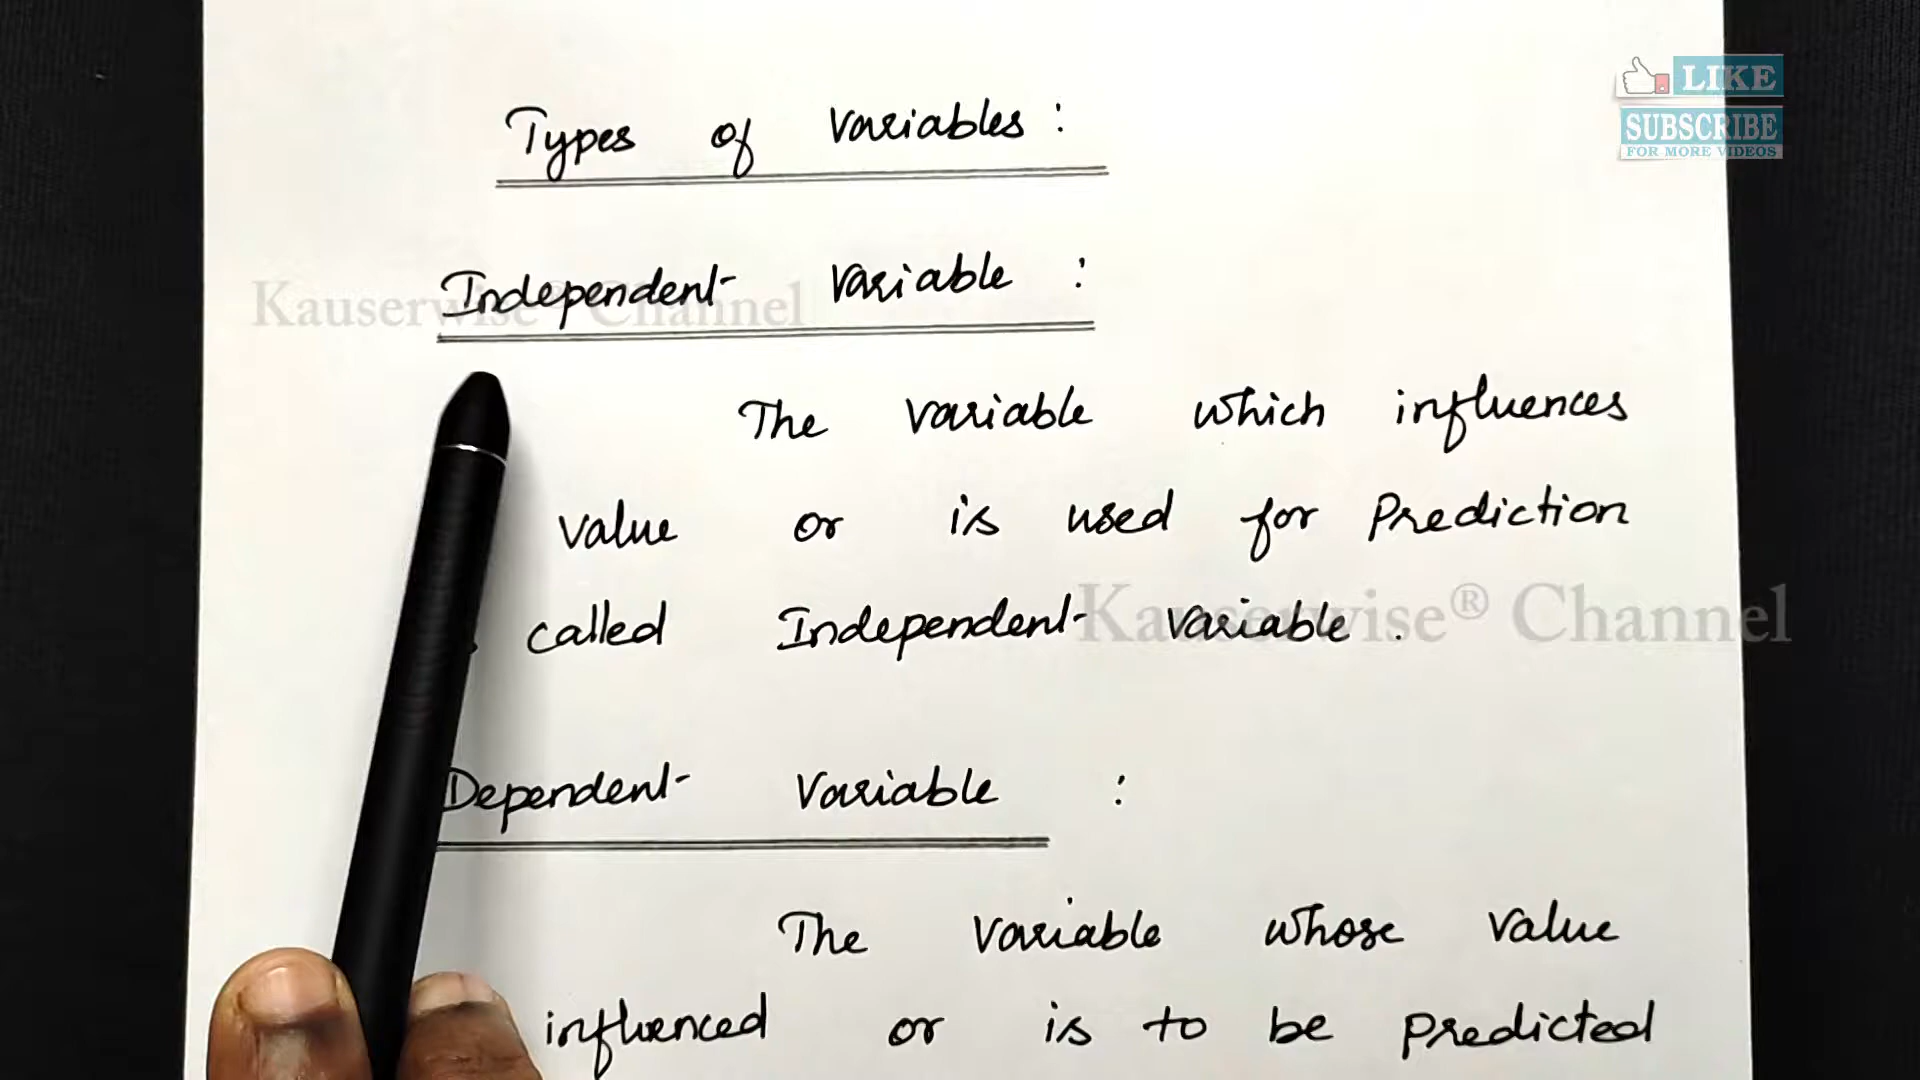 LIKE
SUBSCRIBE
FOR MORE VIDEOS
Types of Variables :
Independent Variable :
Kauserwise® Channel
The variable which influences
value or is used for Prediction
called Independent Variable .
Kauserwise® Channel
Dependent Variable :
The variable whose value
influenced or is to be predicted